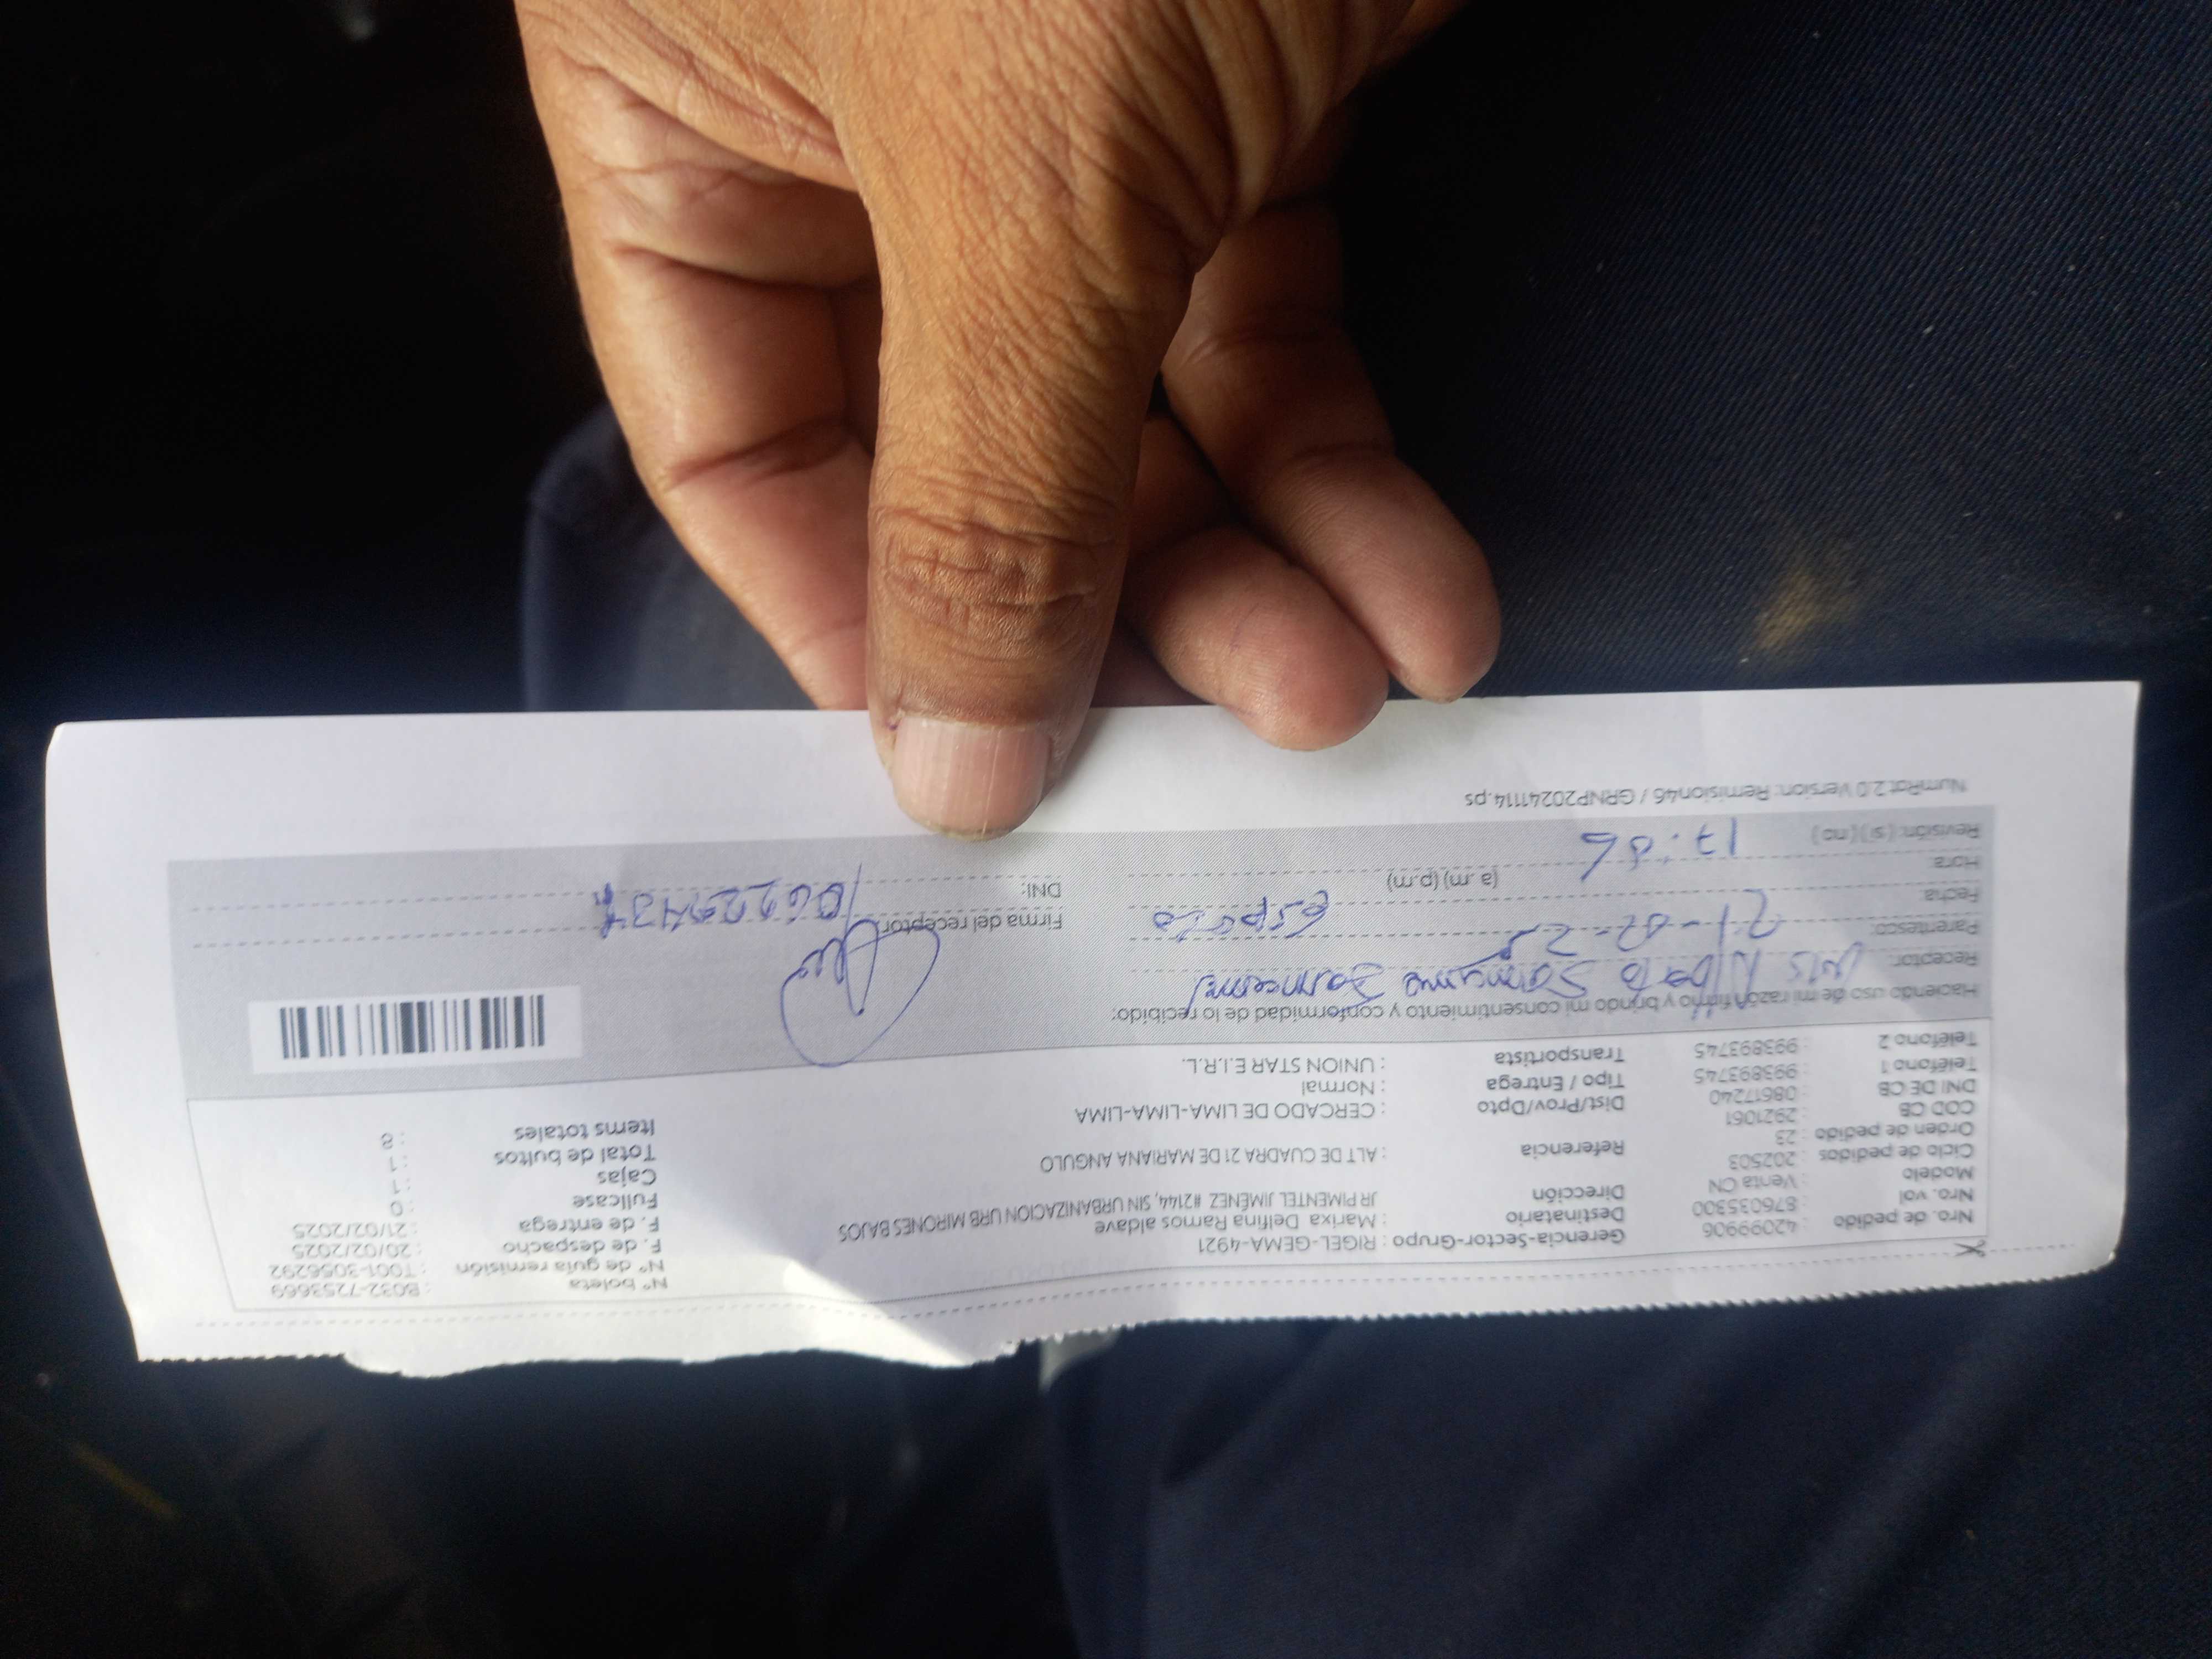 Nº boleta : B032-7253669
Nº de guía remisión : T001-3056292
F. de despacho : 20/02/2025
F. de entrega : 21/02/2025
Fullcase : 0
Cajas : 1
Total de bultos : 1
Items totales : 8
Gerencia-Sector-Grupo : RIGEL-GEMA-4921
Destinatario : Marixa Delfina Ramos aldave
Dirección JR PIMENTEL JIMÉNEZ #2144, SIN URBANIZACION URB MIRONES BAJOS
Referencia : ALT DE CUADRA 21 DE MARIANA ANGULO
Dist/Prov/Dpto : CERCADO DE LIMA-LIMA-LIMA
Tipo / Entrega : Normal
Transportista : UNION STAR E.I.R.L.
Nro. de pedido : 42099906
Nro. vol : 876035300
Modelo : Venta CN
Ciclo de pedidos : 202503
Orden de pedido : 23
COD CB : 2921061
DNI DE CB : 08617240
Teléfono 1 : 993893745
Teléfono 2 : 993893745
Haciendo uso de mi razón firmo y brindo mi consentimiento y conformidad de lo recibido:
Receptor: Luis Alberto
Parentesco: Esposo
Fecha: 21-02-25
Hora: 17:06 (a.m) (p.m)
Revisión: ( si ) ( no )
Firma del receptor
DNI:
NumRot 2.0 Version: Remision46 / GRNP20241114.ps